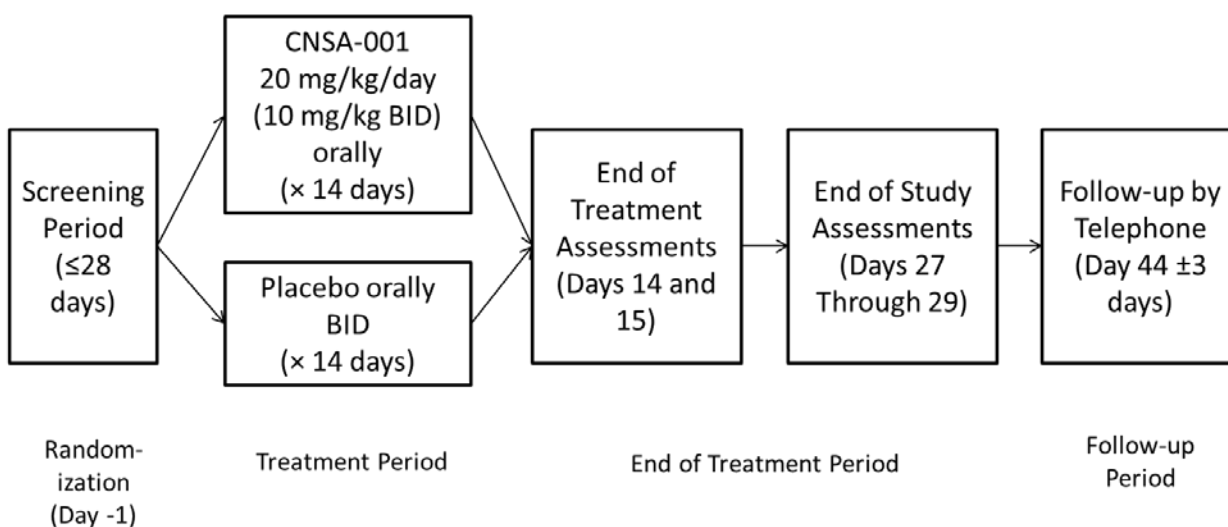 Screening
Period
(≤28
days)
CNSA-001
20 mg/kg/day
(10 mg/kg BID)
orally
(× 14 days)
Placebo orally
BID
(× 14 days)
End of
Treatment
Assessments
(Days 14 and
15)
End of Study
Assessments
(Days 27
Through 29)
Follow-up by
Telephone
(Day 44 ±3
days)
Random-
ization
(Day -1)
Treatment Period
End of Treatment Period
Follow-up
Period